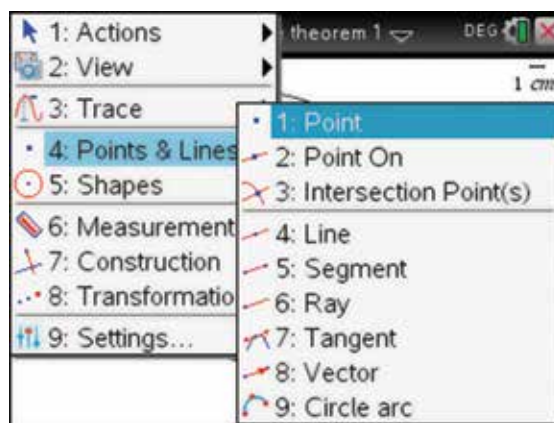 1: Actions
2: View
3: Trace
4: Points & Lines
5: Shapes
6: Measurement
7: Construction
8: Transformatio
9: Settings...
theorem 1
DEG
1 cm
1: Point
2: Point On
3: Intersection Point(s)
4: Line
5: Segment
6: Ray
7: Tangent
8: Vector
9: Circle arc